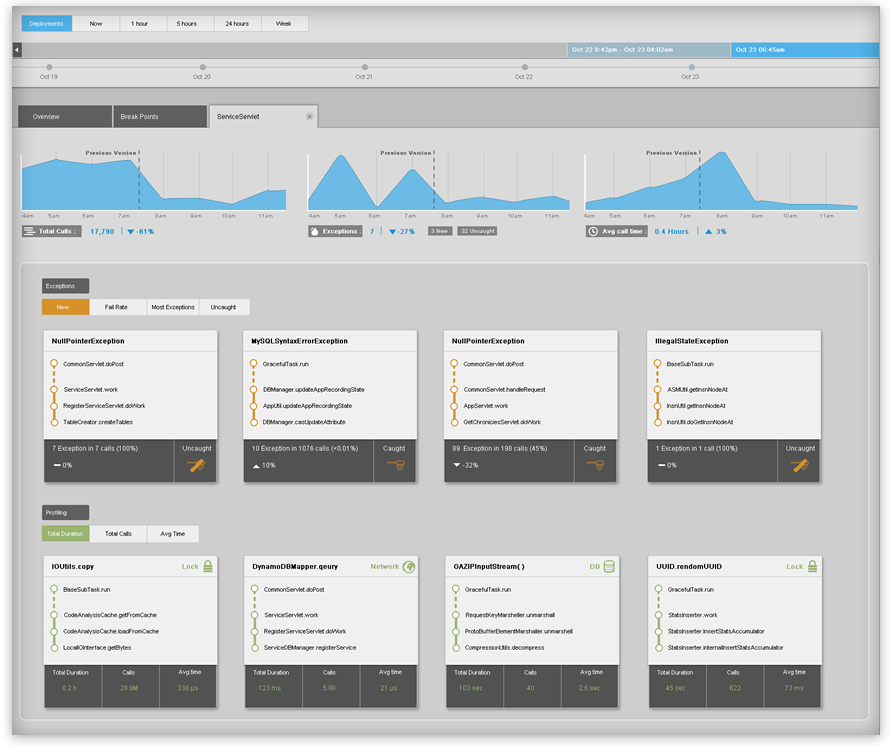 Deployments Now 1 hour 5 hours 24 hours Week
Oct 22 8:42pm - Oct 23 04:02am Oct 23 06:45am
Oct 19 Oct 20 Oct 21 Oct 22 Oct 23
Overview Break Points ServiceServlet
Previous Version Previous Version Previous Version
4am 5am 6am 7am 8am 9am 10am 11am 4am 5am 6am 7am 8am 9am 10am 11am 4am 5am 6am 7am 8am 9am 10am 11am
Total Calls : 17,790 -61% Exceptions : 7 -27% 3 New 32 Uncaught Avg call time : 0.4 Hours 3%
Exceptions
New Fail Rate Most Exceptions Uncaught
NullPointerException MySQLSyntaxErrorException NullPointerException IllegalStateException
CommonServlet.doPost GracefulTask.run CommonServlet.doPost BaseSubTask.run
ServiceServlet.work DBManager.updateAppRecordingState CommonServlet.handleRequest ASMUtil.getInsnNodeAt
RegisterServiceServlet.doWork AppUtil.updateAppRecordingState AppServlet.work InsnUtil.getInsnNodeAt
TableCreator.createTables DBManager.casUpdateAttribute GetChroniciesServlet.doWork InsnUtil.doGetInsnNodeAt
7 Exception in 7 calls (100%) Uncaught 10 Exception in 1076 calls (<0.01%) Caught 89 Exception in 198 calls (45%) Caught 1 Exception in 1 call (100%) Uncaught
0% 10% -32% 0%
Profiling
Total Duration Total Calls Avg Time
IOUtils.copy Lock DynamoDBMapper.qeury Network GAZIPInputStream( ) DB UUID.rendomUUID Lock
BaseSubTask.run CommonServlet.doPost GracefulTask.run GracefulTask.run
CodeAnalysisCache.getFromCache ServiceServlet.work RequestKeyMarsheller.unmarshall StatsInserter.work
CodeAnalysisCache.loadFromCache RegisterServiceServlet.doWork ProtoBufferElementMarshaller.unmarshall StatsInserter.InsertStatsAccumulator
LocalIOInterface.getBytes ServiceDBManager.registerService CompressionUtils.decompress StatsInserter.internalInsertStatsAccumulator
Total Duration Calls Avg time Total Duration Calls Avg time Total Duration Calls Avg time Total Duration Calls Avg time
0.2 h 20.9M 330 µs 123 ms 5.8K 21 µs 103 sec 40 2.6 sec 45 sec 622 73 ms